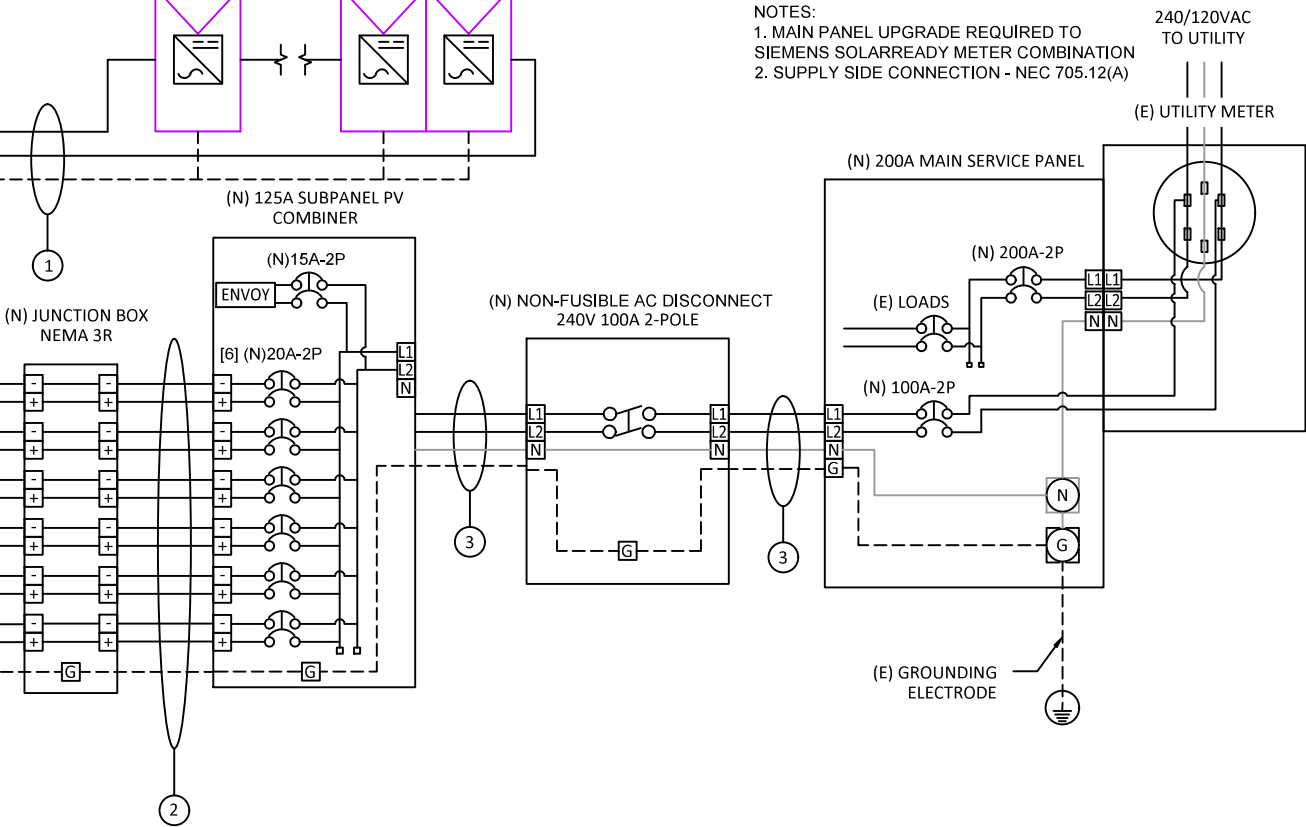 NOTES:
1. MAIN PANEL UPGRADE REQUIRED TO
SIEMENS SOLARREADY METER COMBINATION
2. SUPPLY SIDE CONNECTION - NEC 705.12(A)
240/120VAC
TO UTILITY
(E) UTILITY METER
(N) 200A MAIN SERVICE PANEL
(N) 125A SUBPANEL PV
COMBINER
1
(N)15A-2P
ENVOY
(N) 200A-2P
L1 L1
L2 L2
N N
(E) LOADS
(N) NON-FUSIBLE AC DISCONNECT
240V 100A 2-POLE
(N) JUNCTION BOX
NEMA 3R
[6] (N)20A-2P
L1
L2
N
(N) 100A-2P
- - -
+ + +
- - -
+ + +
- - -
+ + +
- - -
+ + +
- - -
+ + +
- - -
+ + +
L1 L1 L1
L2 L2 L2
N N N
G
N
3
3
G
G
G
G
(E) GROUNDING
ELECTRODE
2